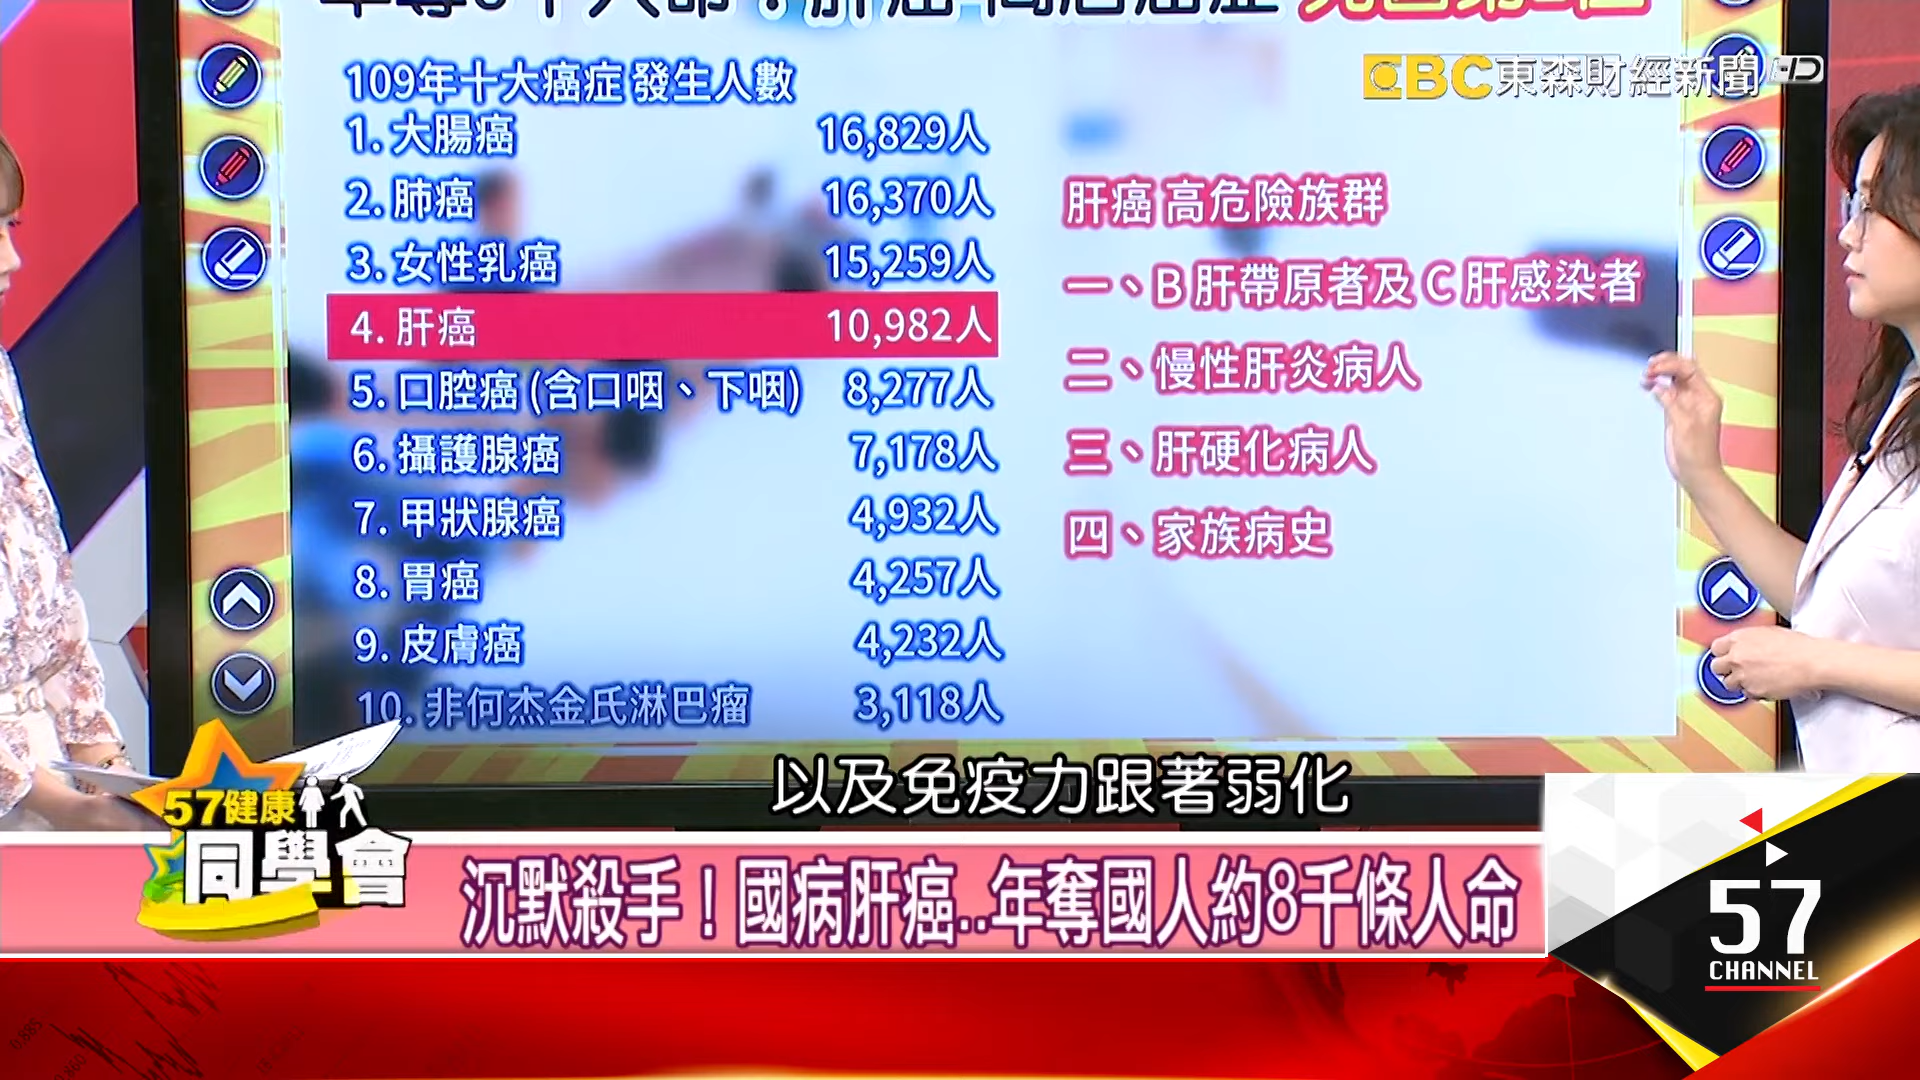 109年十大癌症 發生人數
1. 大腸癌 16,829人
2. 肺癌 16,370人
3. 女性乳癌 15,259人
4. 肝癌 10,982人
5. 口腔癌 (含口咽、下咽) 8,277人
6. 攝護腺癌 7,178人
7. 甲狀腺癌 4,932人
8. 胃癌 4,257人
9. 皮膚癌 4,232人
10. 非何杰金氏淋巴瘤 3,118人
EBC 東森財經新聞 HD
肝癌 高危險族群
一、B肝帶原者及C肝感染者
二、慢性肝炎病人
三、肝硬化病人
四、家族病史
以及免疫力跟著弱化
57健康
同學會
沉默殺手！國病肝癌..年奪國人約8千條人命
57
CHANNEL